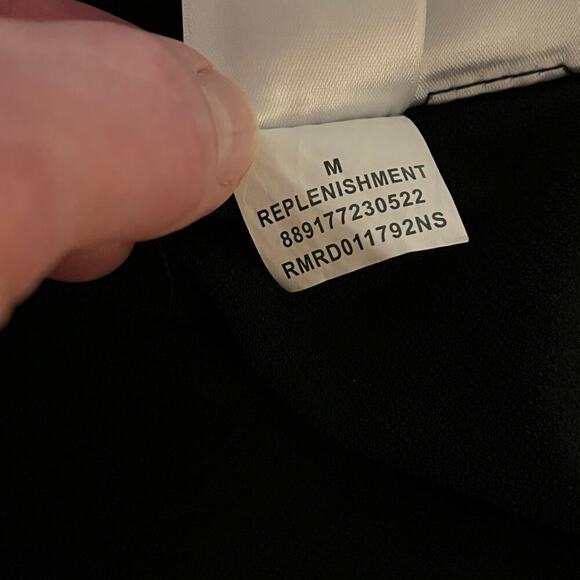 M
REPLENISHMENT
889177230522
RMRD011792NS